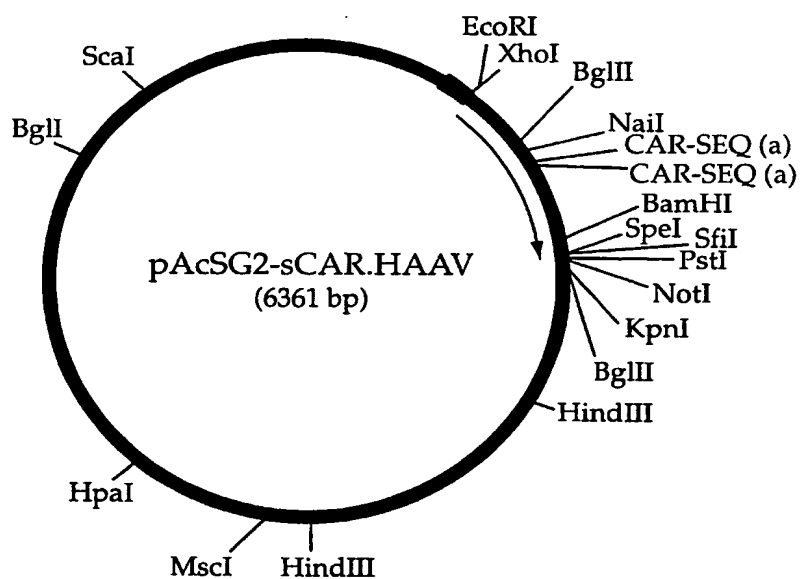 EcoRI
XhoI
ScaI
BglII
BglI
NaiI
CAR-SEQ (a)
CAR-SEQ (a)
BamHI
SpeI
SfiI
PstI
pAcSG2-sCAR.HAAV
(6361 bp)
NotI
KpnI
BglII
HindIII
HpaI
MscI
HindIII